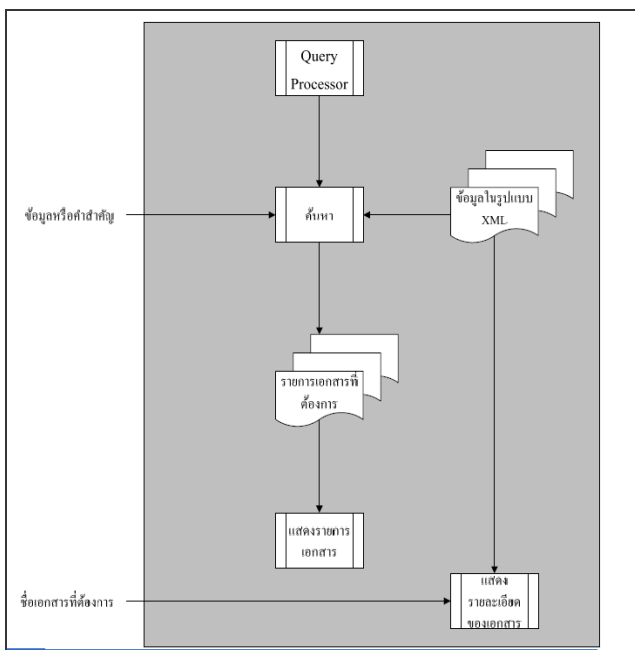 Query
Processor
ข้อมูลหรือคำสำคัญ
ค้นหา
ข้อมูลในรูปแบบ
XML
รายการเอกสารที่
ต้องการ
แสดงรายการ
เอกสาร
ชื่อเอกสารที่ต้องการ
แสดง
รายละเอียด
ของเอกสาร